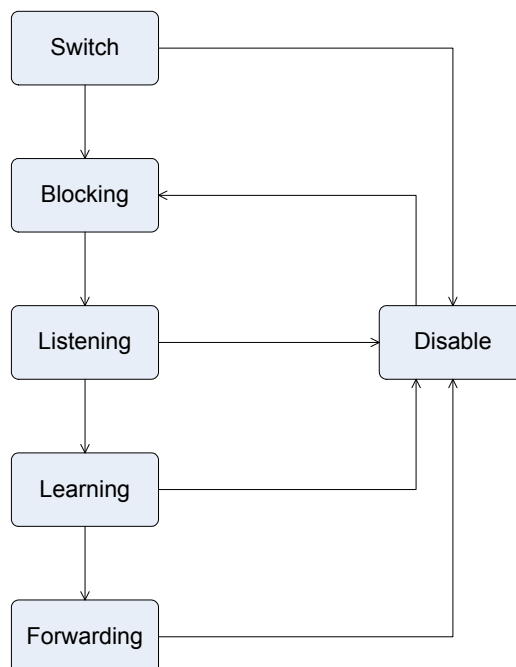 Switch
Blocking
Listening
Disable
Learning
Forwarding